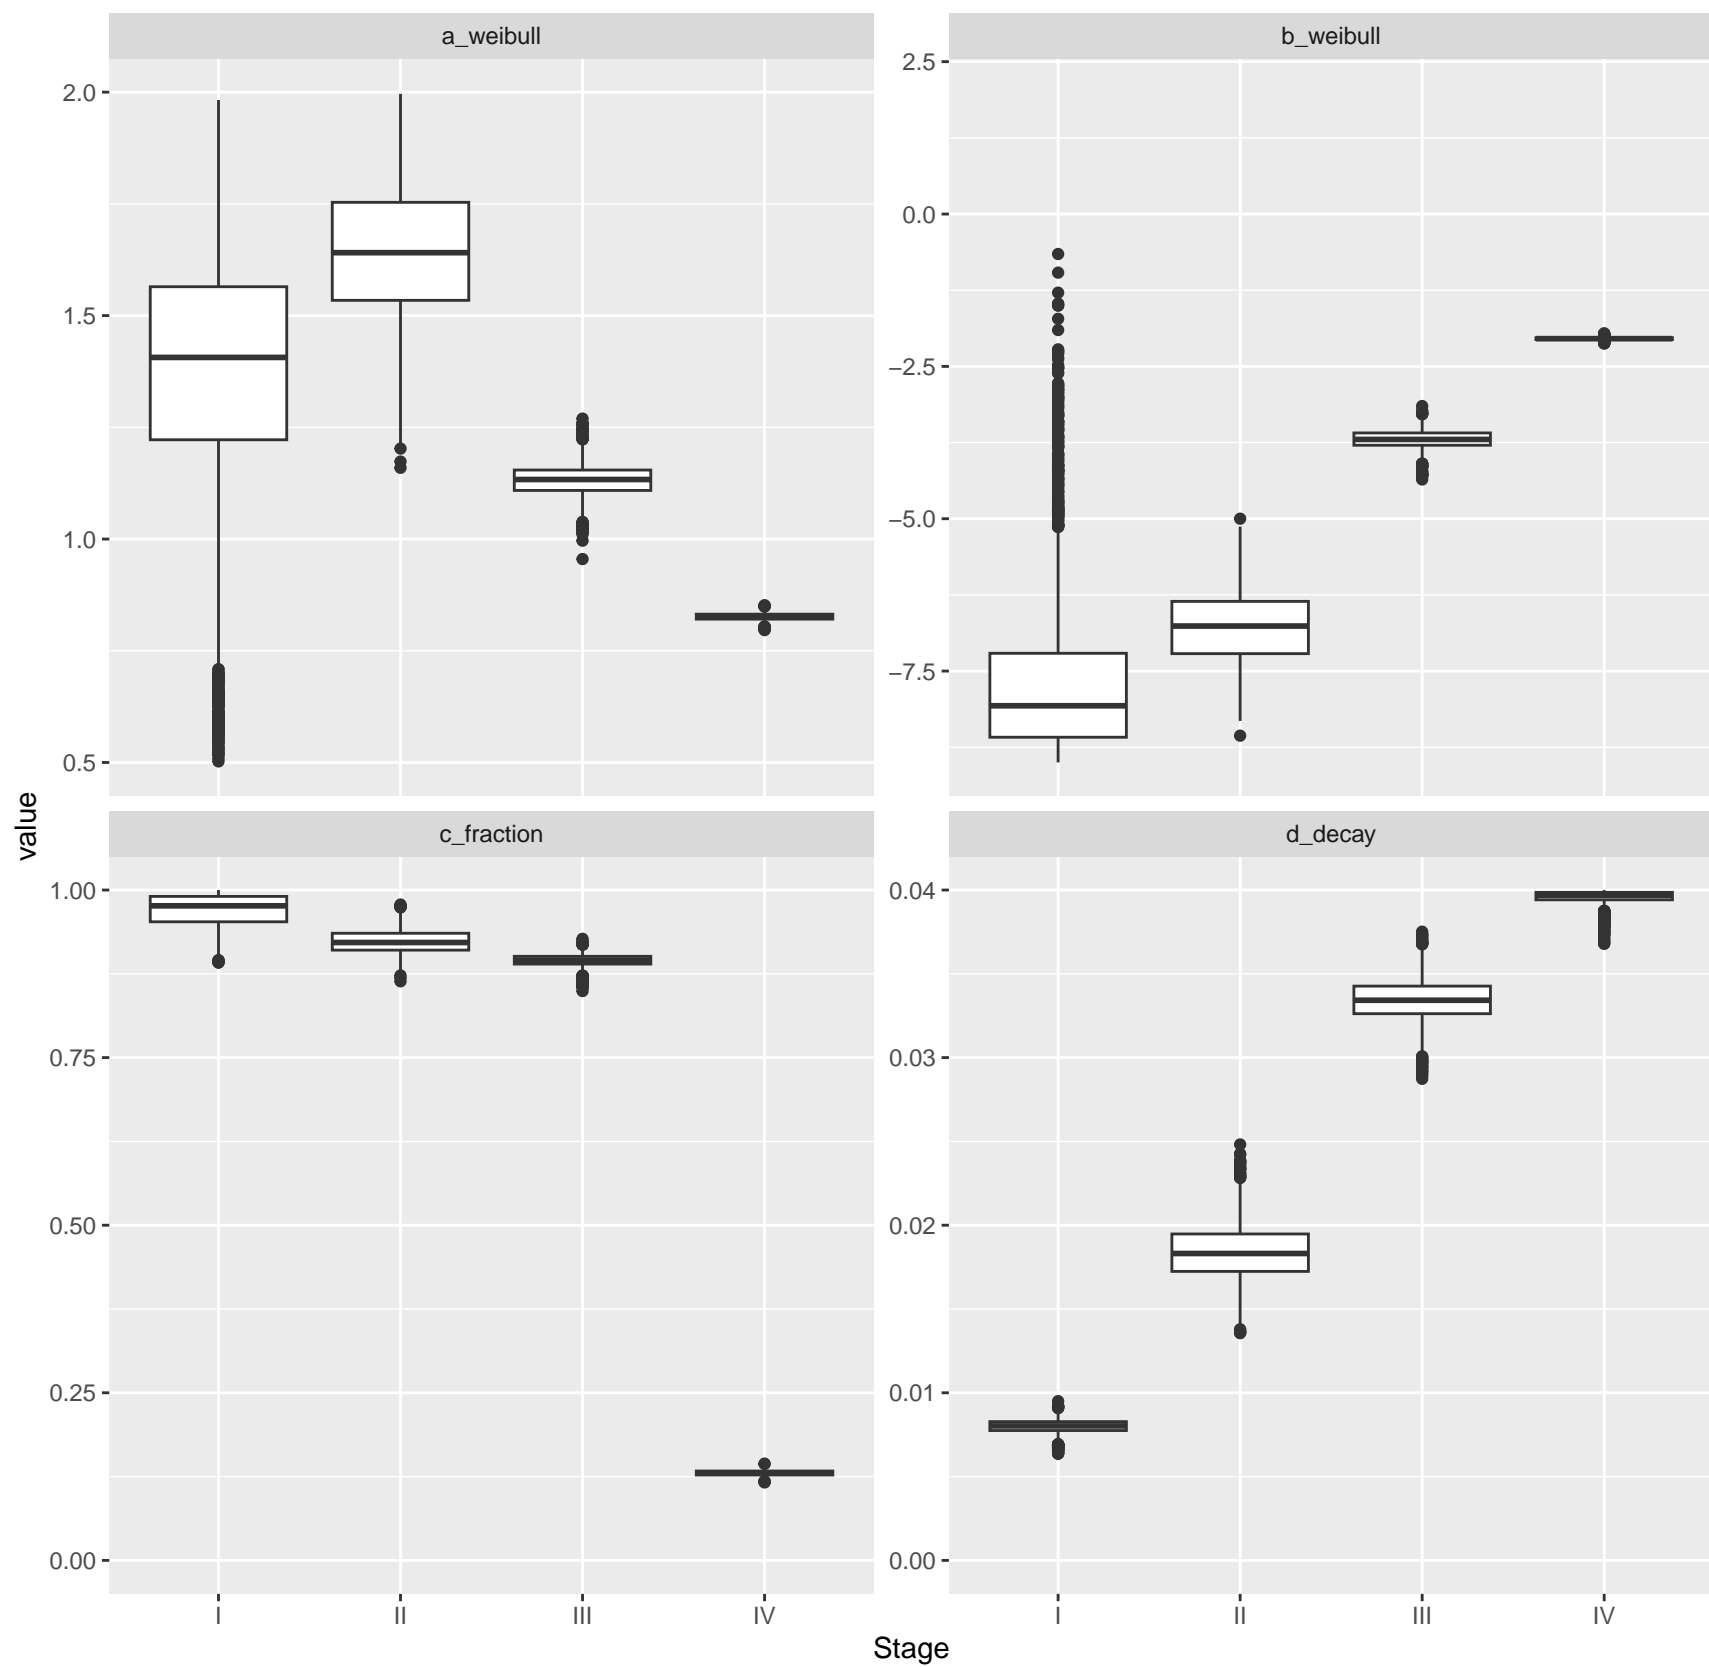 a_weibull
b_weibull
2.0
1.5
1.0
0.5
2.5
0.0
−2.5
−5.0
−7.5
value
c_fraction
d_decay
1.00
0.75
0.50
0.25
0.00
0.04
0.03
0.02
0.01
0.00
I II III IV
I II III IV
Stage